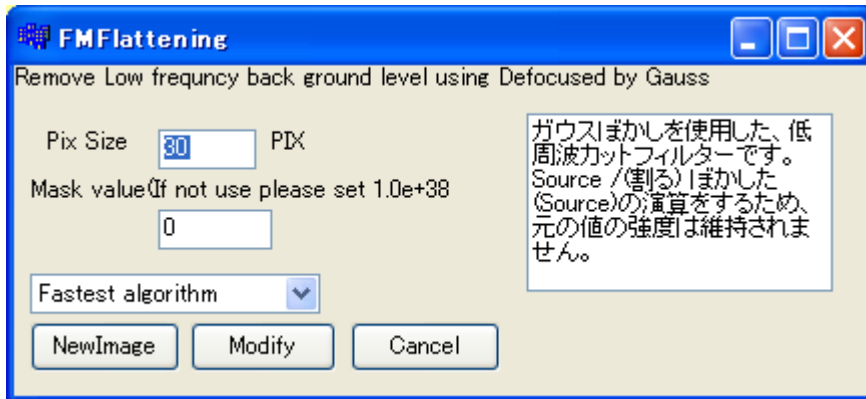 FMFlattening
Remove Low frequncy back ground level using Defocused by Gauss
Pix Size 30 PIX
Mask value(If not use please set 1.0e+38
0
Fastest algorithm
NewImage Modify Cancel
ガウスぼかしを使用した、低
周波カットフィルターです。
Source /(割る) ぼかした
(Source)の演算をするため、
元の値の強度は維持されま
せん。